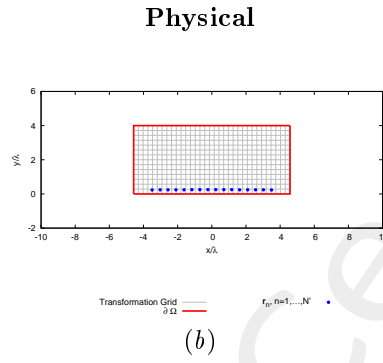 Physical
6
4
2
0
-2
y/λ
-10 -8 -6 -4 -2 0 2 4 6 8 1
x/λ
Transformation Grid
r_n, n=1,...,N'
∂ Ω
(b)